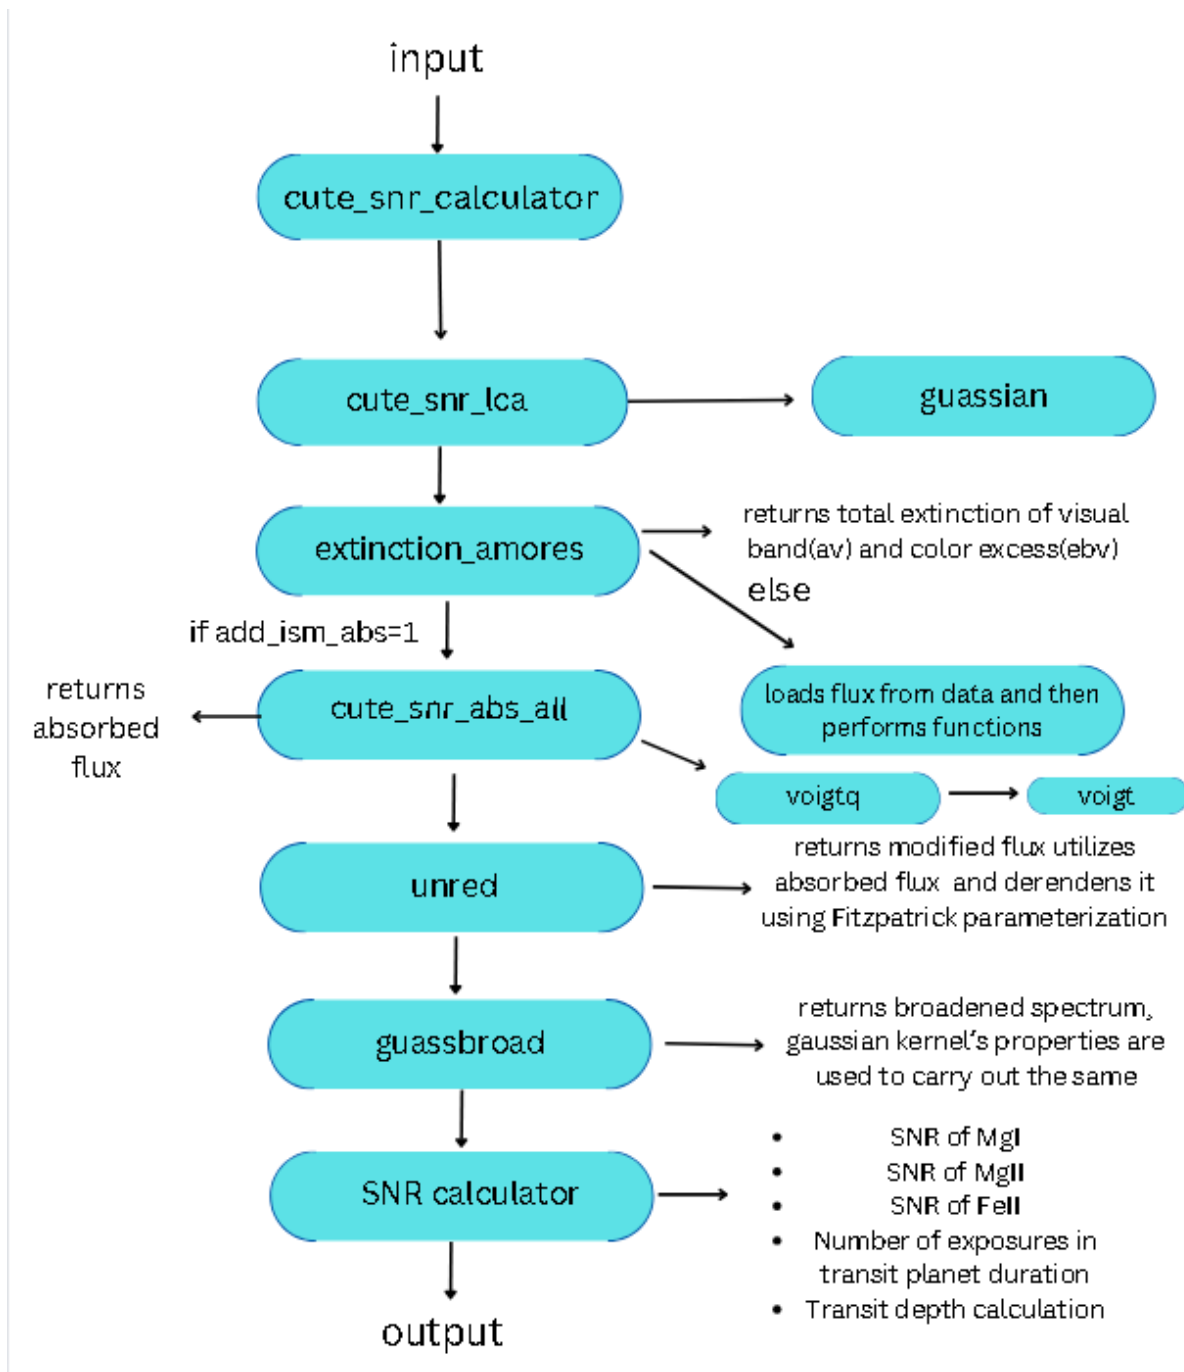 input
cute_snr_calculator
cute_snr_lca
guassian
extinction_amores
returns total extinction of visual
band(av) and color excess(ebv)
else
if add_ism_abs=1
returns
absorbed
flux
cute_snr_abs_all
loads flux from data and then
performs functions
voigtq
voigt
unred
returns modified flux utilizes
absorbed flux and derendens it
using Fitzpatrick parameterization
guassbroad
returns broadened spectrum,
gaussian kernel's properties are
used to carry out the same
SNR calculator
• SNR of MgI
• SNR of MgII
• SNR of FeII
• Number of exposures in
transit planet duration
• Transit depth calculation
output